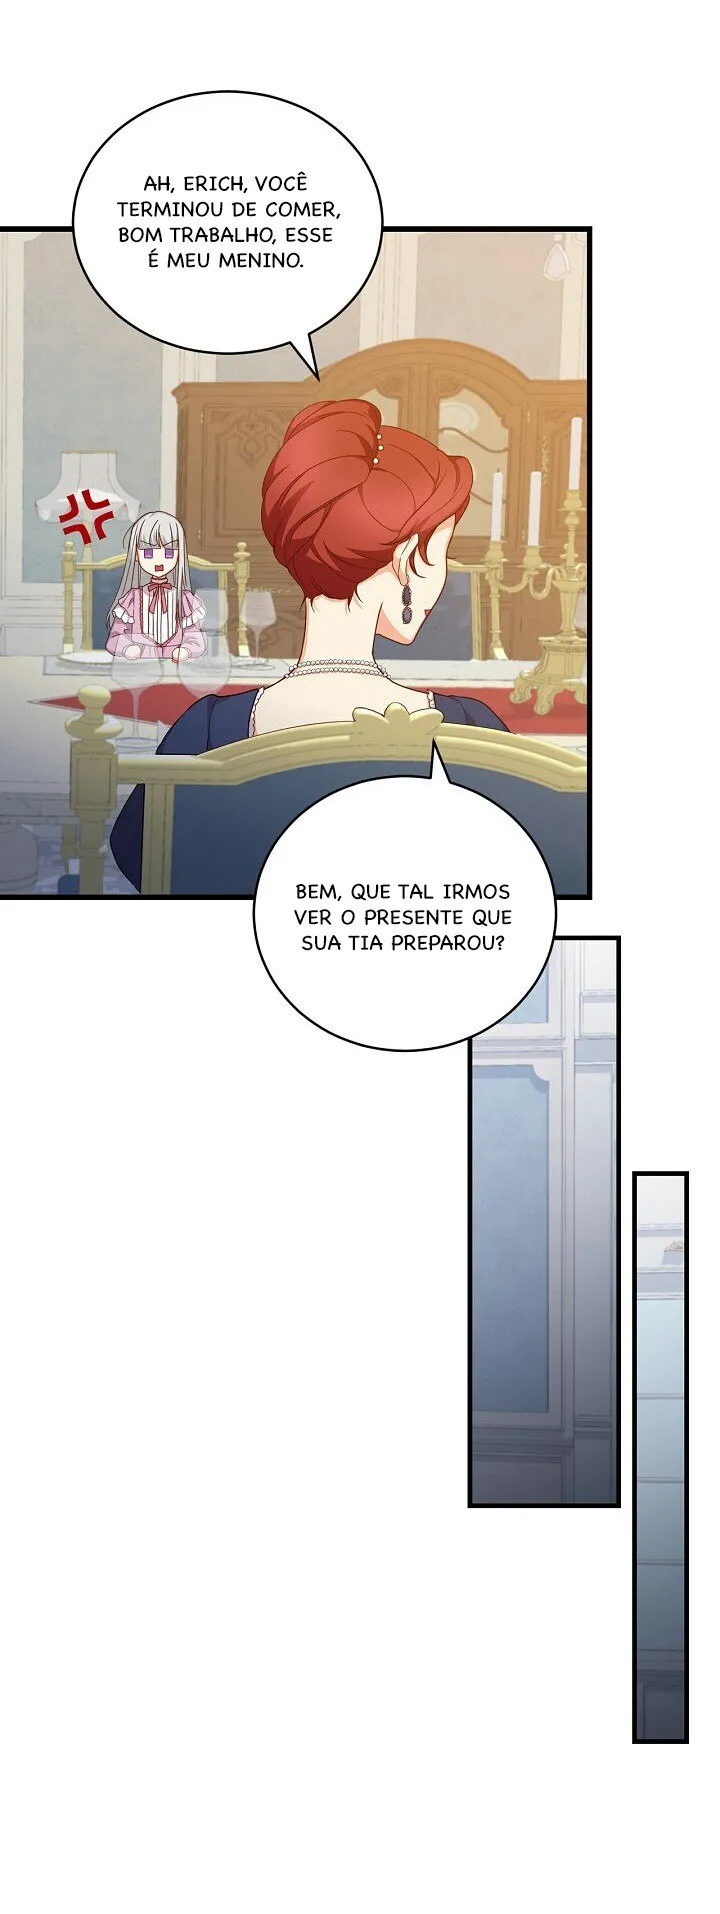 AH, ERICH, VOCÊ
TERMINOU DE COMER,
BOM TRABALHO, ESSE
É MEU MENINO.
BEM, QUE TAL IRMOS
VER O PRESENTE QUE
SUA TIA PREPAROU?